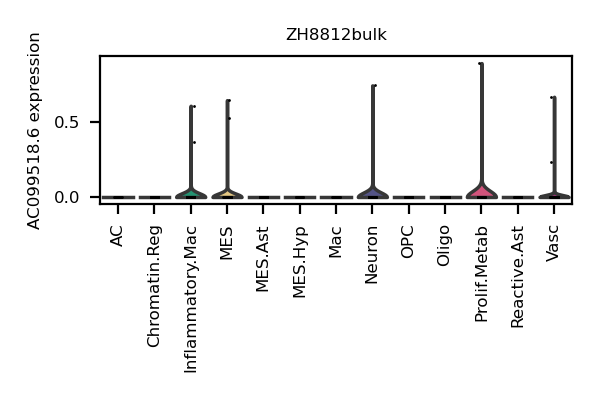 ZH8812bulk
AC099518.6 expression
0.5
0.0
AC
Chromatin.Reg
Inflammatory.Mac
MES
MES.Ast
MES.Hyp
Mac
Neuron
OPC
Oligo
Prolif.Metab
Reactive.Ast
Vasc